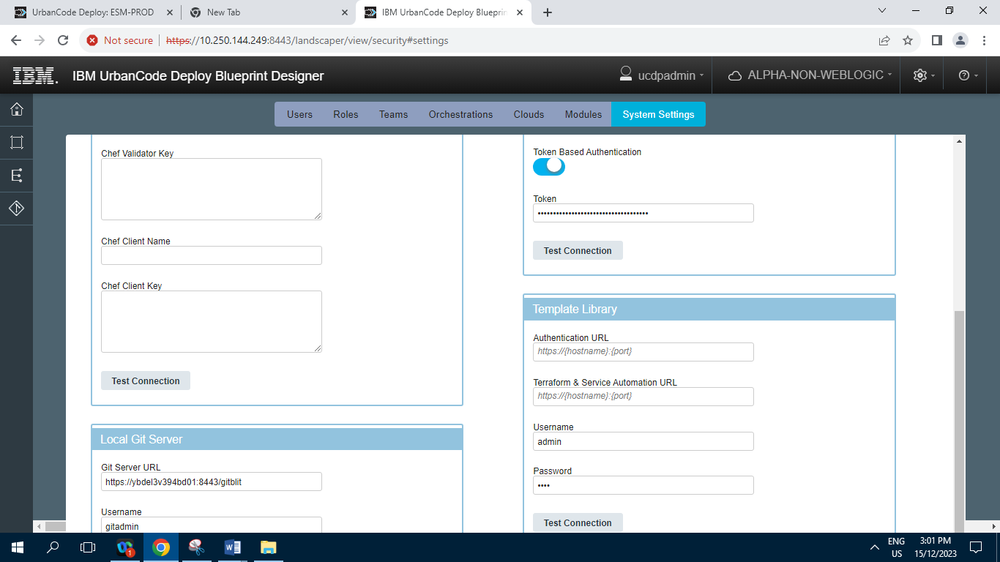 UrbanCode Deploy: ESM-PROD
New Tab
IBM UrbanCode Deploy Blueprin
Not secure
https://10.250.144.249:8443/landscaper/view/security#settings
IBM.
IBM UrbanCode Deploy Blueprint Designer
ucdpadmin
ALPHA-NON-WEBLOGIC
Users
Roles
Teams
Orchestrations
Clouds
Modules
System Settings
Chef Validator Key
Chef Client Name
Chef Client Key
Test Connection
Local Git Server
Git Server URL
https://ybdel3v394bd01:8443/gitblit
Username
gitadmin
Token Based Authentication
Token
••••••••••••••••••••••••••••••••••••
Test Connection
Template Library
Authentication URL
https://{hostname}:{port}
Terraform & Service Automation URL
https://{hostname}:{port}
Username
admin
Password
••••
Test Connection
1
ENG
US
3:01 PM
15/12/2023